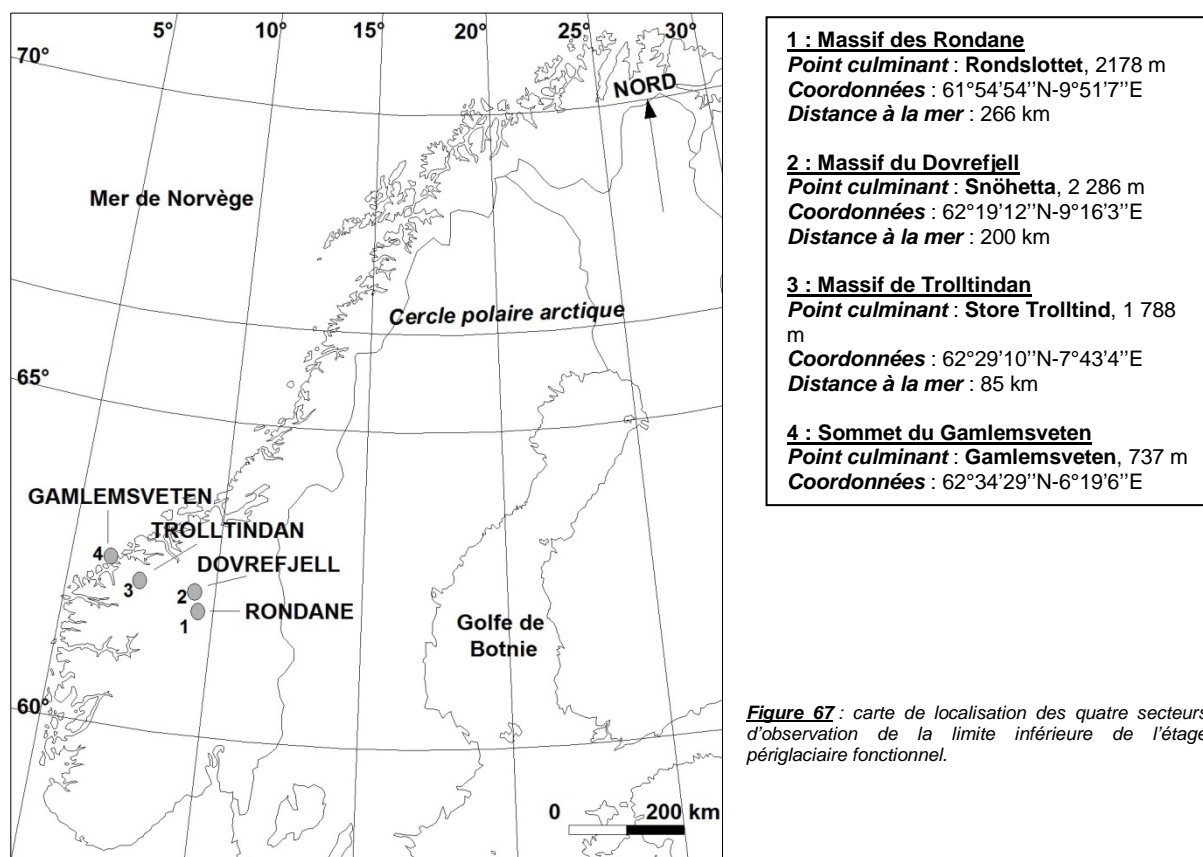 5°
10°
15°
20°
25°
30°
70°
NORD
Mer de Norvège
Cercle polaire arctique
65°
GAMLEMSVETEN
TROLLTINDAN
4
DOVREFJELL
3
2
RONDANE
1
Golfe de
Botnie
60°
0 200 km
1 : Massif des Rondane
Point culminant : Rondslottet, 2178 m
Coordonnées : 61°54'54''N-9°51'7''E
Distance à la mer : 266 km
2 : Massif du Dovrefjell
Point culminant : Snöhetta, 2 286 m
Coordonnées : 62°19'12''N-9°16'3''E
Distance à la mer : 200 km
3 : Massif de Trolltindan
Point culminant : Store Trolltind, 1 788
m
Coordonnées : 62°29'10''N-7°43'4''E
Distance à la mer : 85 km
4 : Sommet du Gamlemsveten
Point culminant : Gamlemsveten, 737 m
Coordonnées : 62°34'29''N-6°19'6''E
Figure 67 : carte de localisation des quatre secteurs
d'observation de la limite inférieure de l'étage
périglaciaire fonctionnel.